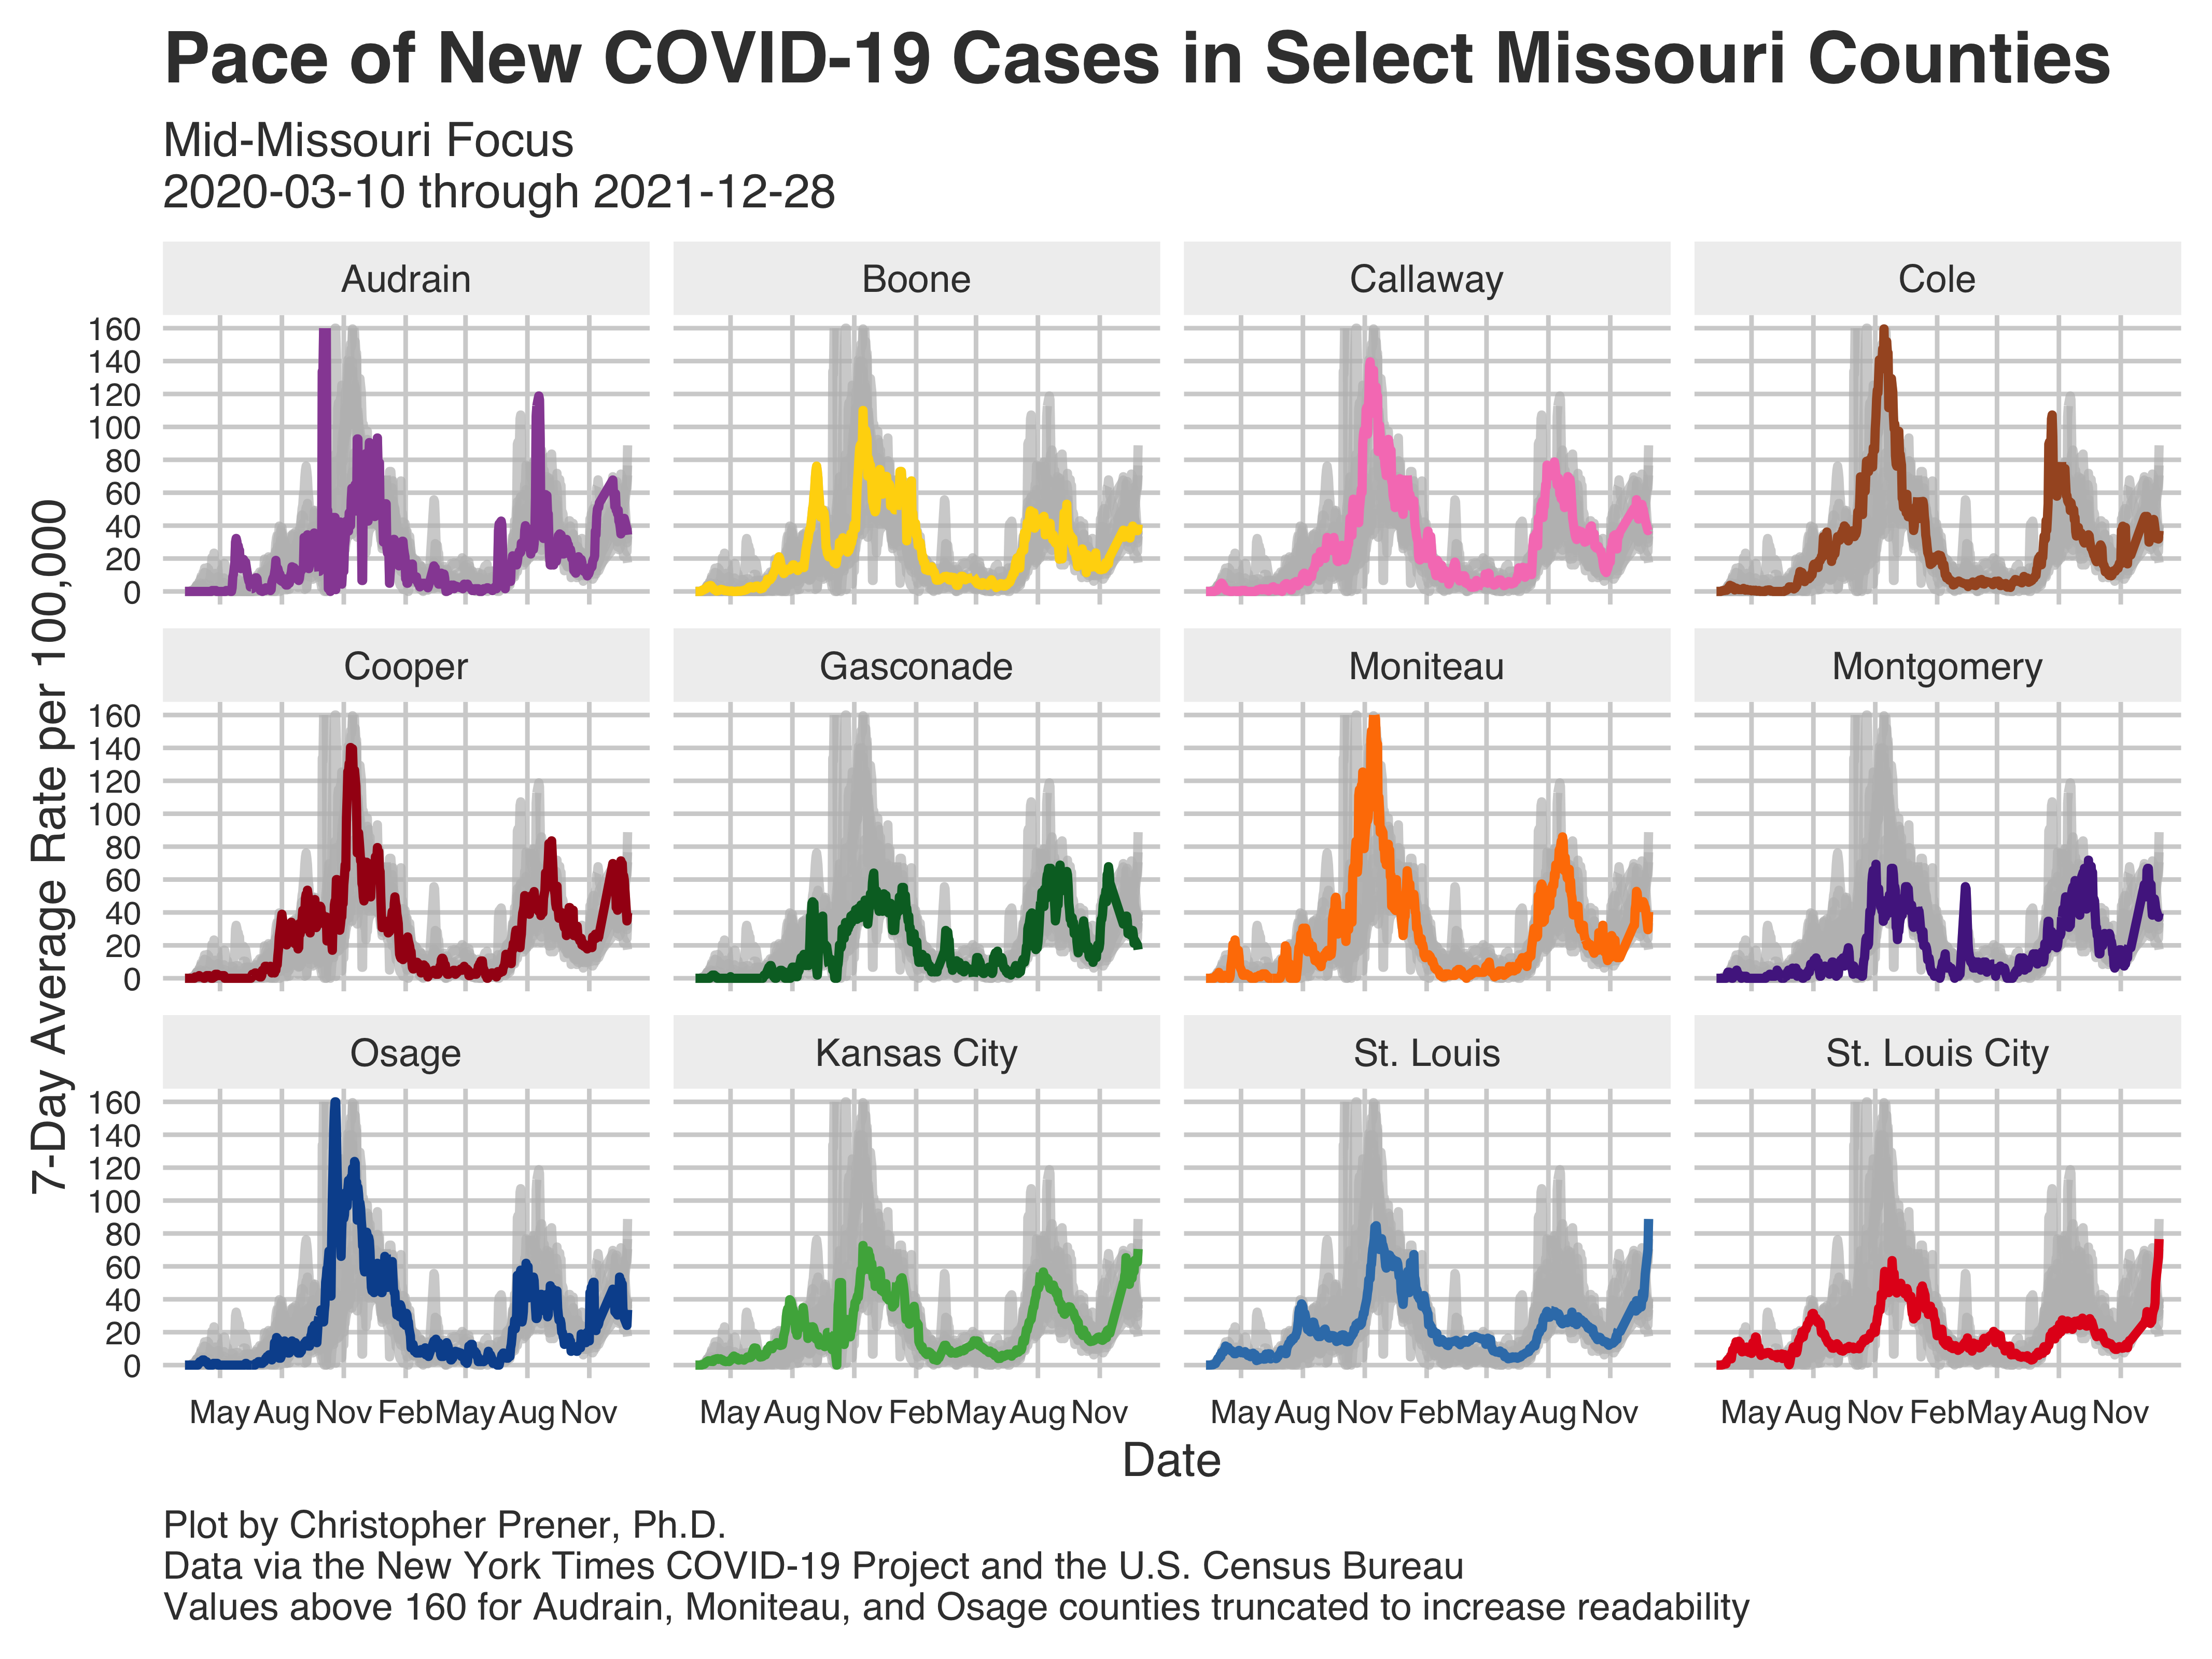 Pace of New COVID-19 Cases in Select Missouri Counties
Mid-Missouri Focus
2020-03-10 through 2021-12-28
Audrain
Boone
Callaway
Cole
160
140
120
100
80
60
40
20
0
Cooper
Gasconade
Moniteau
Montgomery
160
140
120
100
80
60
40
20
0
Osage
Kansas City
St. Louis
St. Louis City
160
140
120
100
80
60
40
20
0
7-Day Average Rate per 100,000
May Aug Nov Feb May Aug Nov
May Aug Nov Feb May Aug Nov
May Aug Nov Feb May Aug Nov
May Aug Nov Feb May Aug Nov
Date
Plot by Christopher Prener, Ph.D.
Data via the New York Times COVID-19 Project and the U.S. Census Bureau
Values above 160 for Audrain, Moniteau, and Osage counties truncated to increase readability